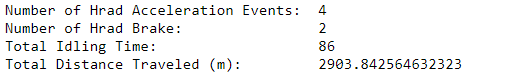 Number of Hrad Acceleration Events:  4
Number of Hrad Brake:                2
Total Idling Time:                   86
Total Distance Traveled (m):         2903.842564632323